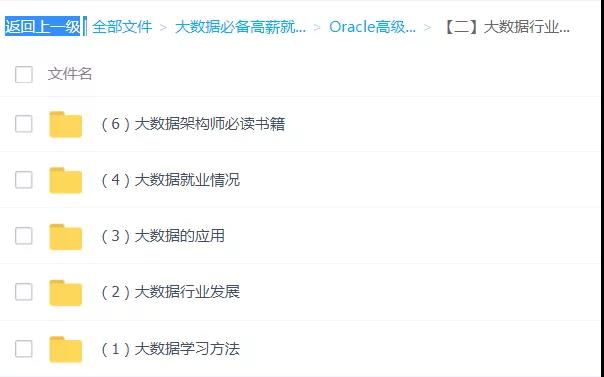 返回上一级 | 全部文件 > 大数据必备高薪就... > Oracle高级... > 【二】大数据行业...
文件名
（6）大数据架构师必读书籍
（4）大数据就业情况
（3）大数据的应用
（2）大数据行业发展
（1）大数据学习方法